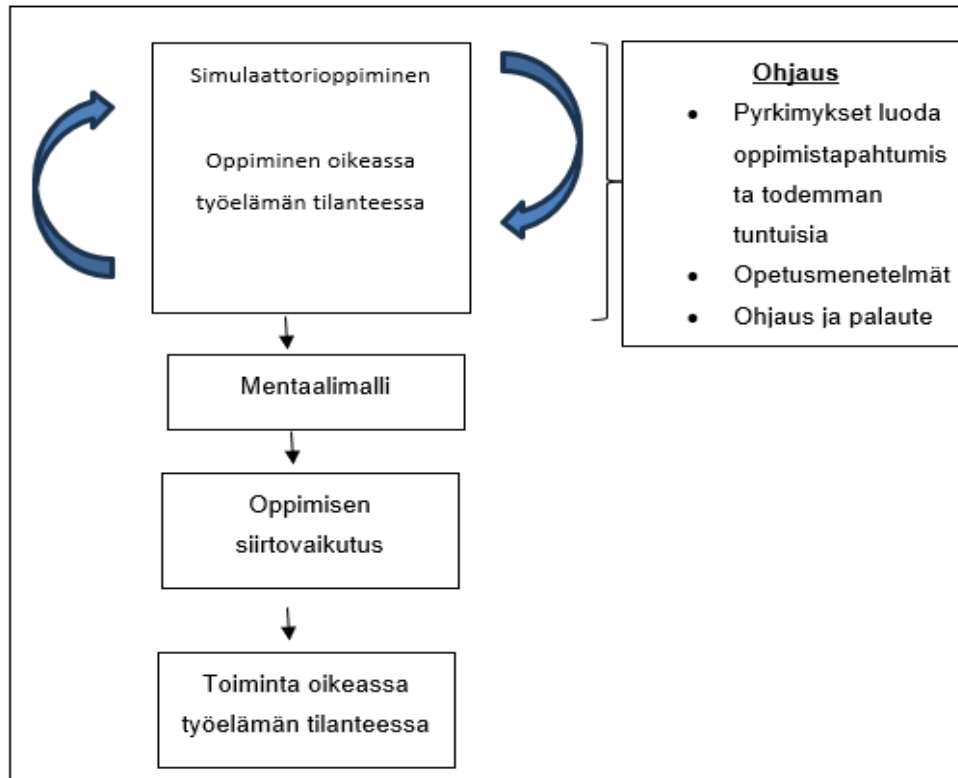 Simulaattorioppiminen
Oppiminen oikeassa
työelämän tilanteessa
Ohjaus
• Pyrkimykset luoda
oppimistapahtumis
ta todemman
tuntuisia
• Opetusmenetelmät
• Ohjaus ja palaute
Mentaalimalli
Oppimisen
siirtovaikutus
Toiminta oikeassa
työelämän tilanteessa